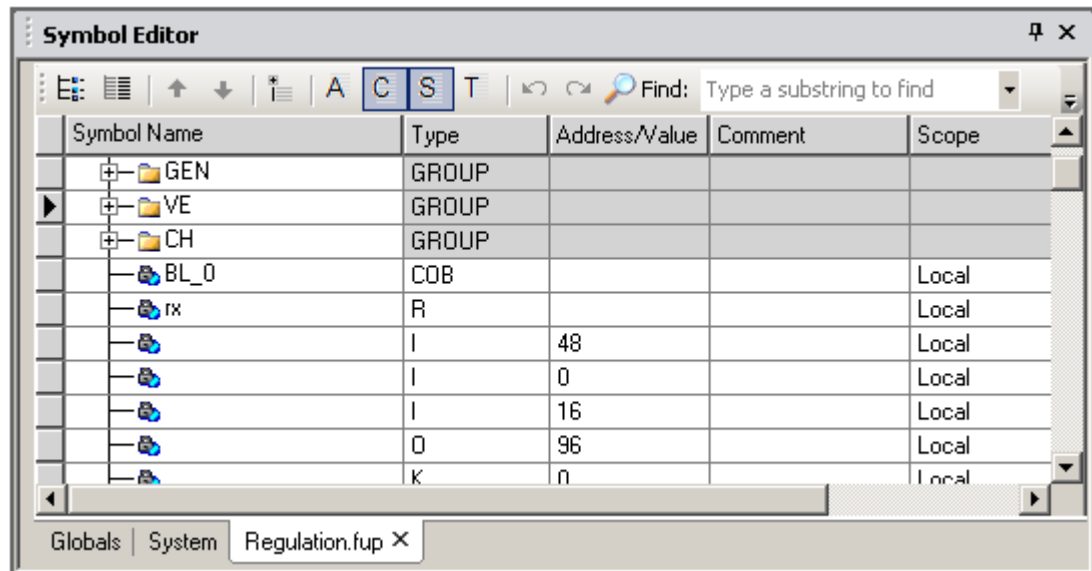 Symbol Editor
A C S T Find: Type a substring to find
Symbol Name Type Address/Value Comment Scope
GEN GROUP
VE GROUP
CH GROUP
BL_0 COB Local
rx R Local
I 48 Local
I 0 Local
I 16 Local
O 96 Local
K 0 Local
Globals System Regulation.fup